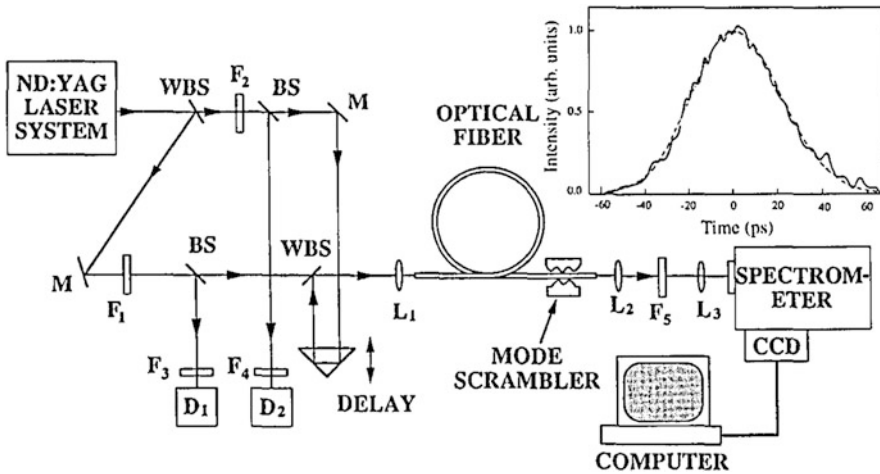 ND:YAG
LASER
SYSTEM
WBS
F2
BS
M
OPTICAL
FIBER
Intensity (arb. units)
1.0
0.5
0.0
-60
-40
-20
0
20
40
60
Time (ps)
M
F1
BS
WBS
L1
L2
F5
L3
SPECTROM-
ETER
CCD
MODE
SCRAMBLER
F3
D1
F4
D2
DELAY
COMPUTER